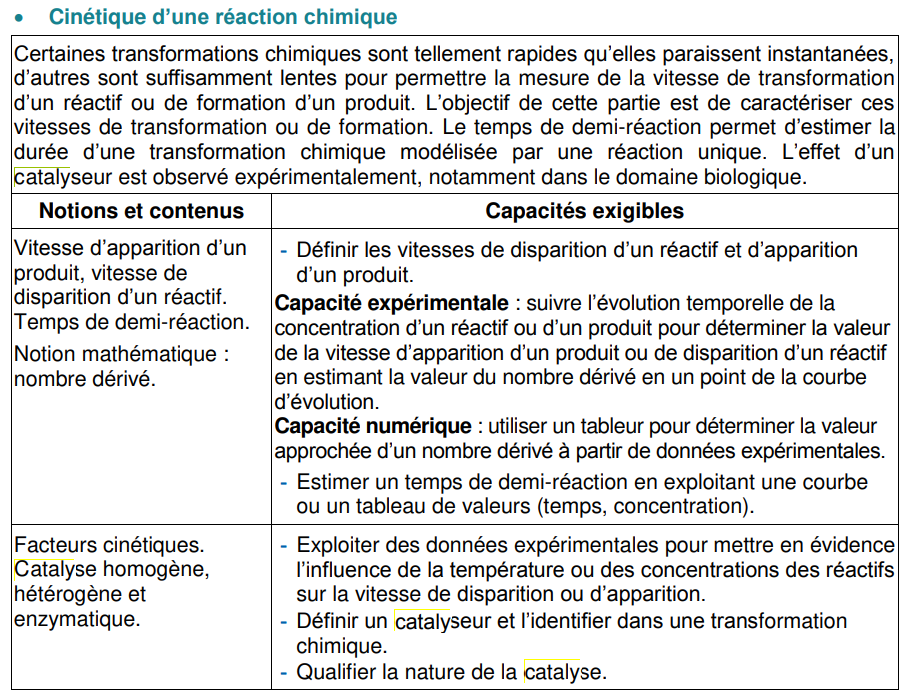 • Cinétique d’une réaction chimique
Certaines transformations chimiques sont tellement rapides qu’elles paraissent instantanées,
d’autres sont suffisamment lentes pour permettre la mesure de la vitesse de transformation
d’un réactif ou de formation d’un produit. L’objectif de cette partie est de caractériser ces
vitesses de transformation ou de formation. Le temps de demi-réaction permet d’estimer la
durée d’une transformation chimique modélisée par une réaction unique. L’effet d’un
catalyseur est observé expérimentalement, notamment dans le domaine biologique.
Notions et contenus
Capacités exigibles
Vitesse d’apparition d’un
produit, vitesse de
disparition d’un réactif.
Temps de demi-réaction.
Notion mathématique :
nombre dérivé.
- Définir les vitesses de disparition d’un réactif et d’apparition
d’un produit.
Capacité expérimentale : suivre l’évolution temporelle de la
concentration d’un réactif ou d’un produit pour déterminer la valeur
de la vitesse d’apparition d’un produit ou de disparition d’un réactif
en estimant la valeur du nombre dérivé en un point de la courbe
d’évolution.
Capacité numérique : utiliser un tableur pour déterminer la valeur
approchée d’un nombre dérivé à partir de données expérimentales.
- Estimer un temps de demi-réaction en exploitant une courbe
ou un tableau de valeurs (temps, concentration).
Facteurs cinétiques.
Catalyse homogène,
hétérogène et
enzymatique.
- Exploiter des données expérimentales pour mettre en évidence
l’influence de la température ou des concentrations des réactifs
sur la vitesse de disparition ou d’apparition.
- Définir un catalyseur et l’identifier dans une transformation
chimique.
- Qualifier la nature de la catalyse.